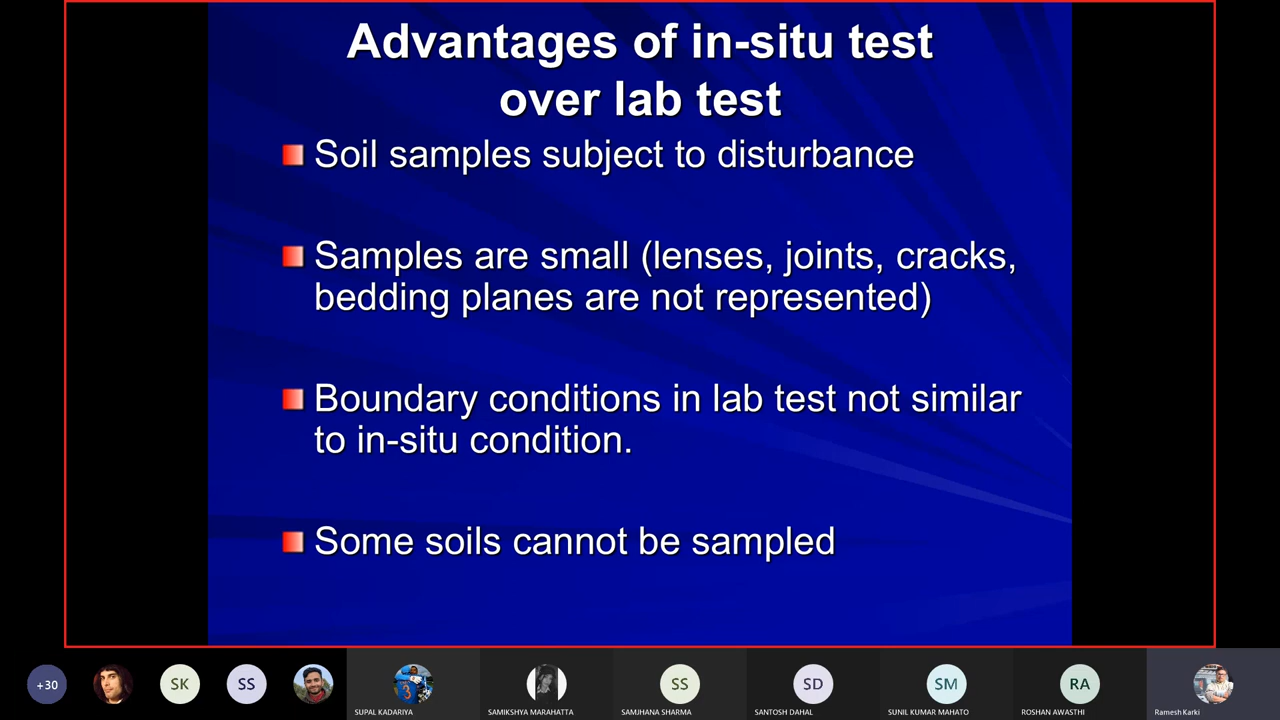 Advantages of in-situ test
over lab test
Soil samples subject to disturbance
Samples are small (lenses, joints, cracks,
bedding planes are not represented)
Boundary conditions in lab test not similar
to in-situ condition.
Some soils cannot be sampled
+30
SK
SS
SUPAL KADARIYA
SAMIKSHYA MARAHATTA
SS
SAMJHANA SHARMA
SD
SANTOSH DAHAL
SM
SUNIL KUMAR MAHATO
RA
ROSHAN AWASTHI
Ramesh Karki